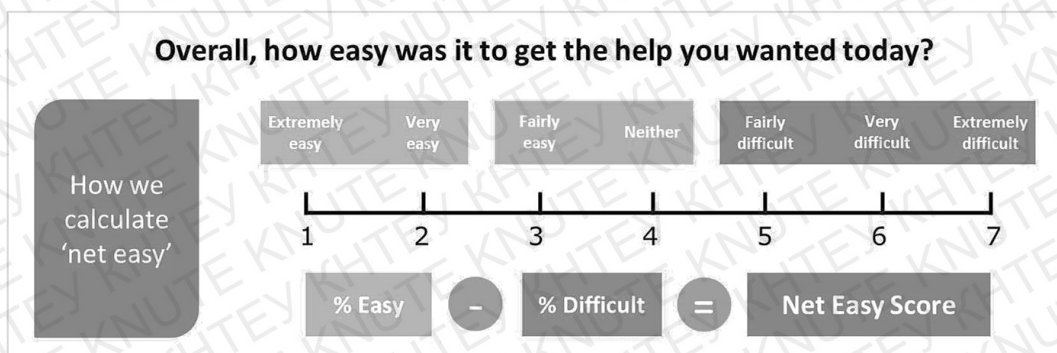 Overall, how easy was it to get the help you wanted today?
How we
calculate
‘net easy’
Extremely
easy
Very
easy
Fairly
easy
Neither
Fairly
difficult
Very
difficult
Extremely
difficult
1 2 3 4 5 6 7
% Easy - % Difficult = Net Easy Score